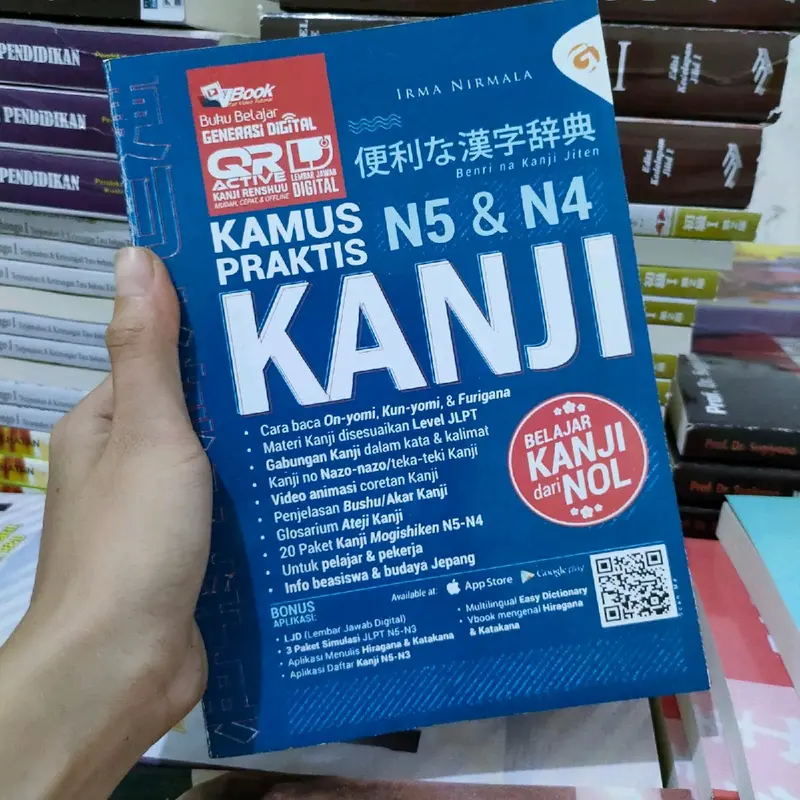 PENDIDIKAN
PENDIDIKAN
PENDIDIKAN
IRMA NIRMALA
VBook
Buku Belajar
GENERASI DIGITAL
QR
ACTIVE
KANJI RENSHUU
MUDAH, CEPAT, & OFFLINE
LJ
LEMBAR JAWAB
DIGITAL
便利な漢字辞典
Benri na Kanji Jiten
KAMUS
PRAKTIS
N5 & N4
KANJI
• Cara baca On-yomi, Kun-yomi, & Furigana
• Materi Kanji disesuaikan Level JLPT
• Gabungan Kanji dalam kata & kalimat
• Kanji no Nazo-nazo/teka-teki Kanji
• Video animasi coretan Kanji
• Penjelasan Bushu/Akar Kanji
• Glosarium Ateji Kanji
• 20 Paket Kanji Mogishiken N5-N4
• Untuk pelajar & pekerja
• Info beasiswa & budaya Jepang
BELAJAR
KANJI
dari NOL
BONUS
APLIKASI:
Available at:
App Store
Google play
• LJD (Lembar Jawab Digital)
• 3 Paket Simulasi JLPT N5-N3
• Aplikasi Menulis Hiragana & Katakana
• Aplikasi Daftar Kanji N5-N3
• Multilingual Easy Dictionary
• Vbook mengenal Hiragana
& Katakana